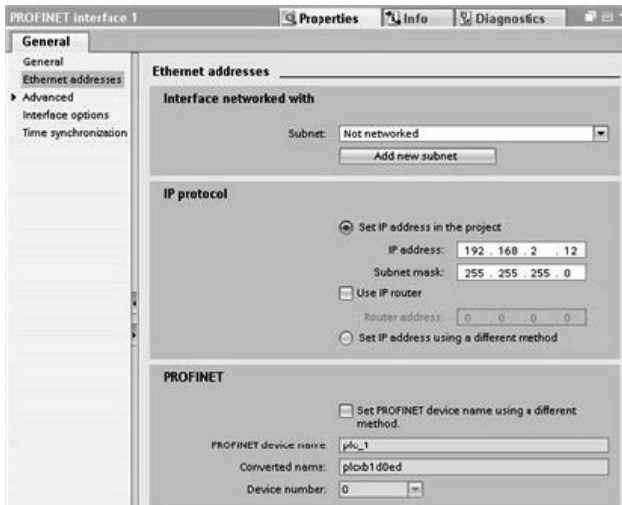 PROFINET interface 1
Properties
Info
Diagnostics
General
General
Ethernet addresses
Advanced
Interface options
Time synchronization
Ethernet addresses
Interface networked with
Subnet: Not networked
Add new subnet
IP protocol
Set IP address in the project
IP address: 192 . 168 . 2 . 12
Subnet mask: 255 . 255 . 255 . 0
Use IP router
Router address: 0 . 0 . 0 . 0
Set IP address using a different method
PROFINET
Set PROFINET device name using a different
method.
PROFINET device name plc_1
Converted name: plcxb1d0ed
Device number: 0